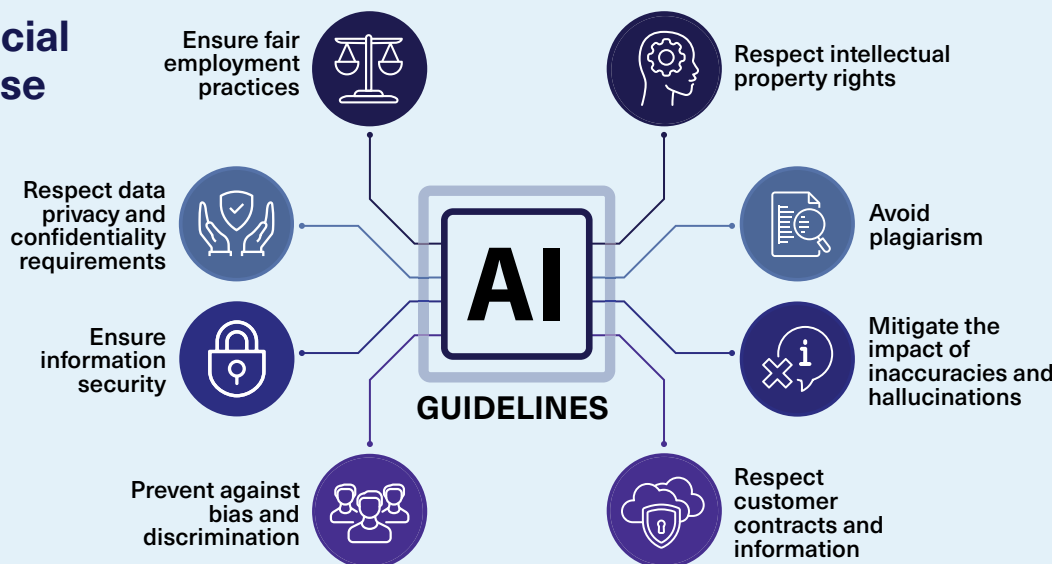 cial
se
Ensure fair
employment
practices
Respect intellectual
property rights
Respect data
privacy and
confidentiality
requirements
Avoid
plagiarism
AI
Ensure
information
security
i
Mitigate the
impact of
inaccuracies and
hallucinations
GUIDELINES
Prevent against
bias and
discrimination
Respect
customer
contracts and
information